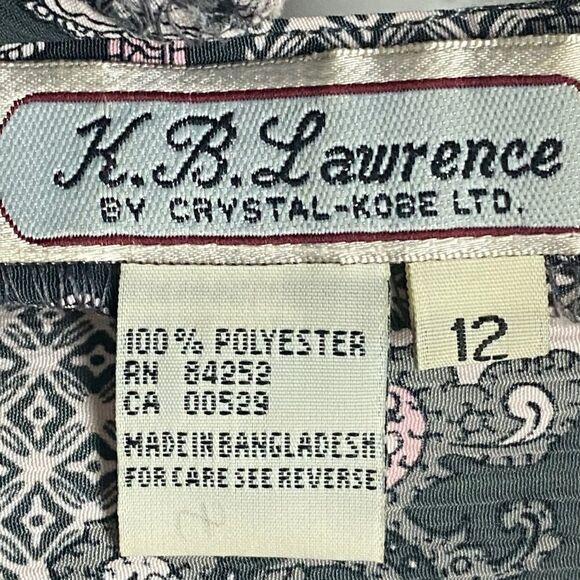 K.B. Lawrence
BY CRYSTAL-KOBE LTD.
12
100% POLYESTER
RN 84252
CA 00529
MADE IN BANGLADESH
FOR CARE SEE REVERSE